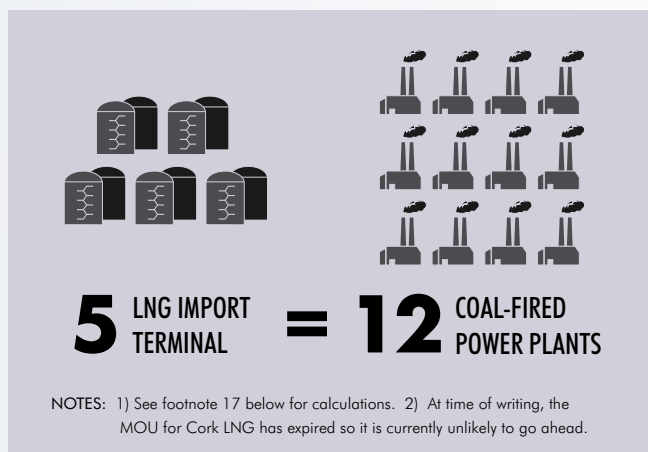 5 LNG IMPORT TERMINAL = 12 COAL-FIRED POWER PLANTS
NOTES: 1) See footnote 17 below for calculations. 2) At time of writing, the
MOU for Cork LNG has expired so it is currently unlikely to go ahead.